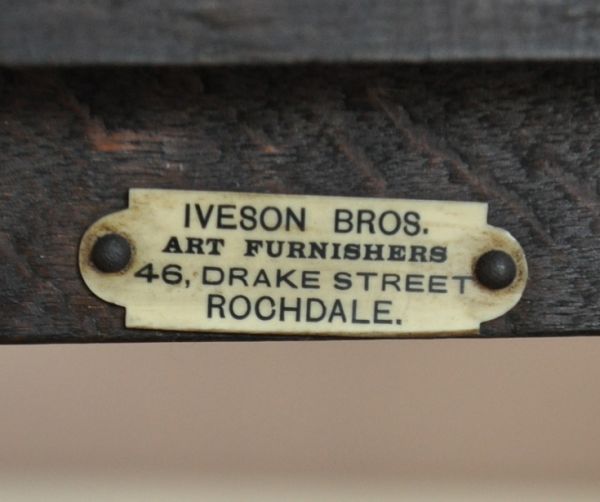 IVESON BROS.
ART FURNISHERS
46, DRAKE STREET
ROCHDALE.